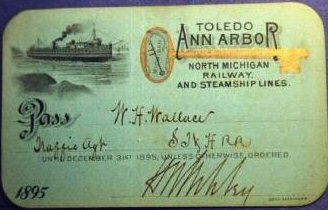 TOLEDO
ANN ARBOR
NORTH MICHIGAN
RAILWAY,
AND STEAMSHIP LINES.
Pass W. H. Wallace
Traffic Agt
UNTIL DECEMBER 31ST 1895, UNLESS OTHERWISE ORDERED.
1895